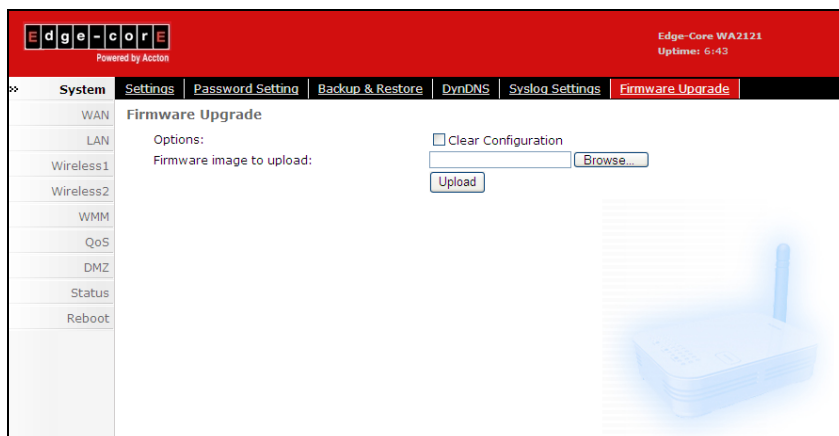 Edge-corE
Powered by Accton
Edge-Core WA2121
Uptime: 6:43
System
Settings
Password Setting
Backup & Restore
DynDNS
Syslog Settings
Firmware Upgrade
WAN
LAN
Wireless1
Wireless2
WMM
QoS
DMZ
Status
Reboot
Firmware Upgrade
Options:
Clear Configuration
Firmware image to upload:
Browse...
Upload